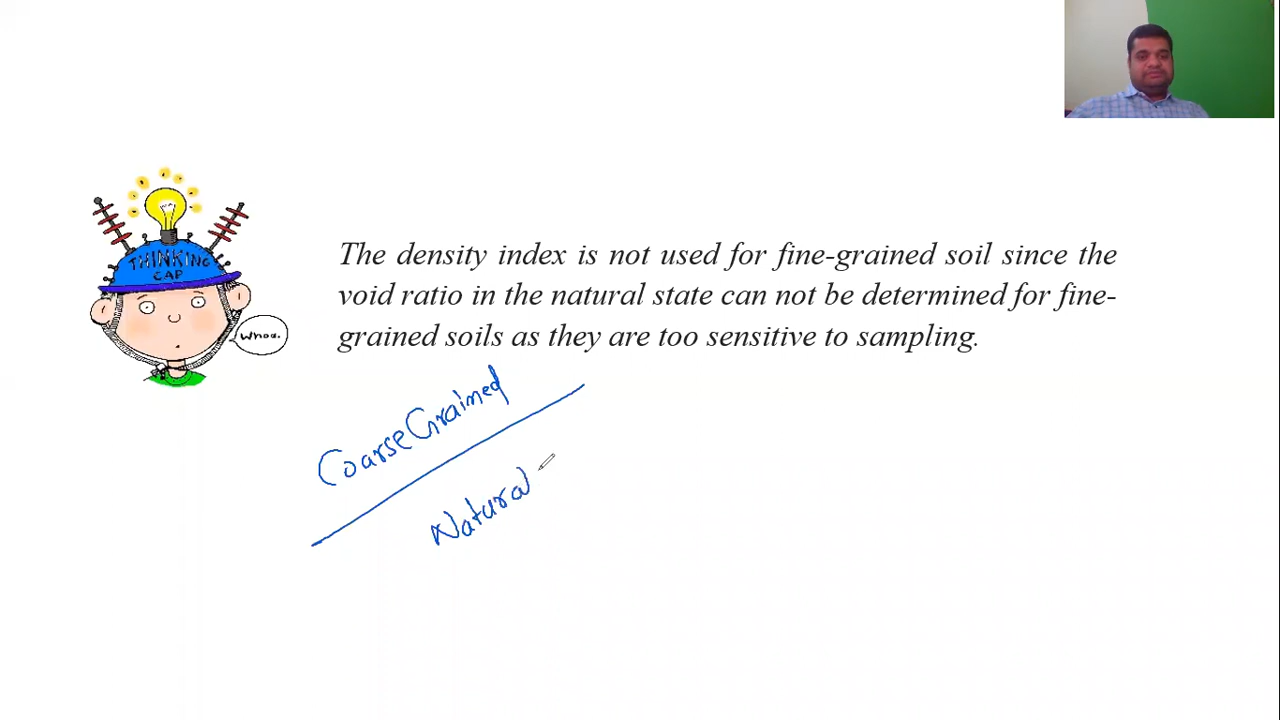 THINKING
CAP
Whoa.
The density index is not used for fine-grained soil since the
void ratio in the natural state can not be determined for fine-
grained soils as they are too sensitive to sampling.
Coarse Grained
Natura